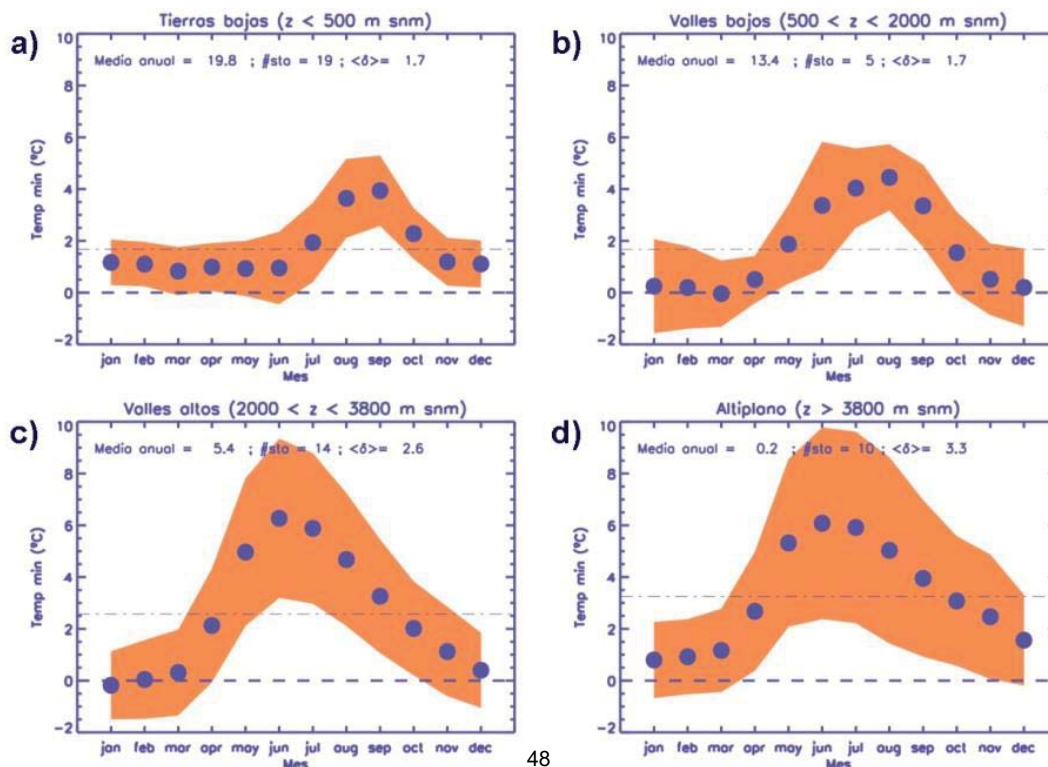 Tierras bajas (z < 500 m snm)
a)
Media anual = 19.8 ; #sta = 19 ; <δ>= 1.7
Temp min (ºC)
10
8
6
4
2
0
-2
jan feb mar apr may jun jul aug sep oct nov dec
Mes
Valles bajos (500 < z < 2000 m snm)
b)
Media anual = 13.4 ; #sta = 5 ; <δ>= 1.7
Temp min (ºC)
10
8
6
4
2
0
-2
jan feb mar apr may jun jul aug sep oct nov dec
Mes
Valles altos (2000 < z < 3800 m snm)
c)
Media anual = 5.4 ; #sta = 14 ; <δ>= 2.6
Temp min (ºC)
10
8
6
4
2
0
-2
jan feb mar apr may jun jul aug sep oct nov dec
Mes
Altiplano (z > 3800 m snm)
d)
Media anual = 0.2 ; #sta = 10 ; <δ>= 3.3
Temp min (ºC)
10
8
6
4
2
0
-2
jan feb mar apr may jun jul aug sep oct nov dec
Mes
48